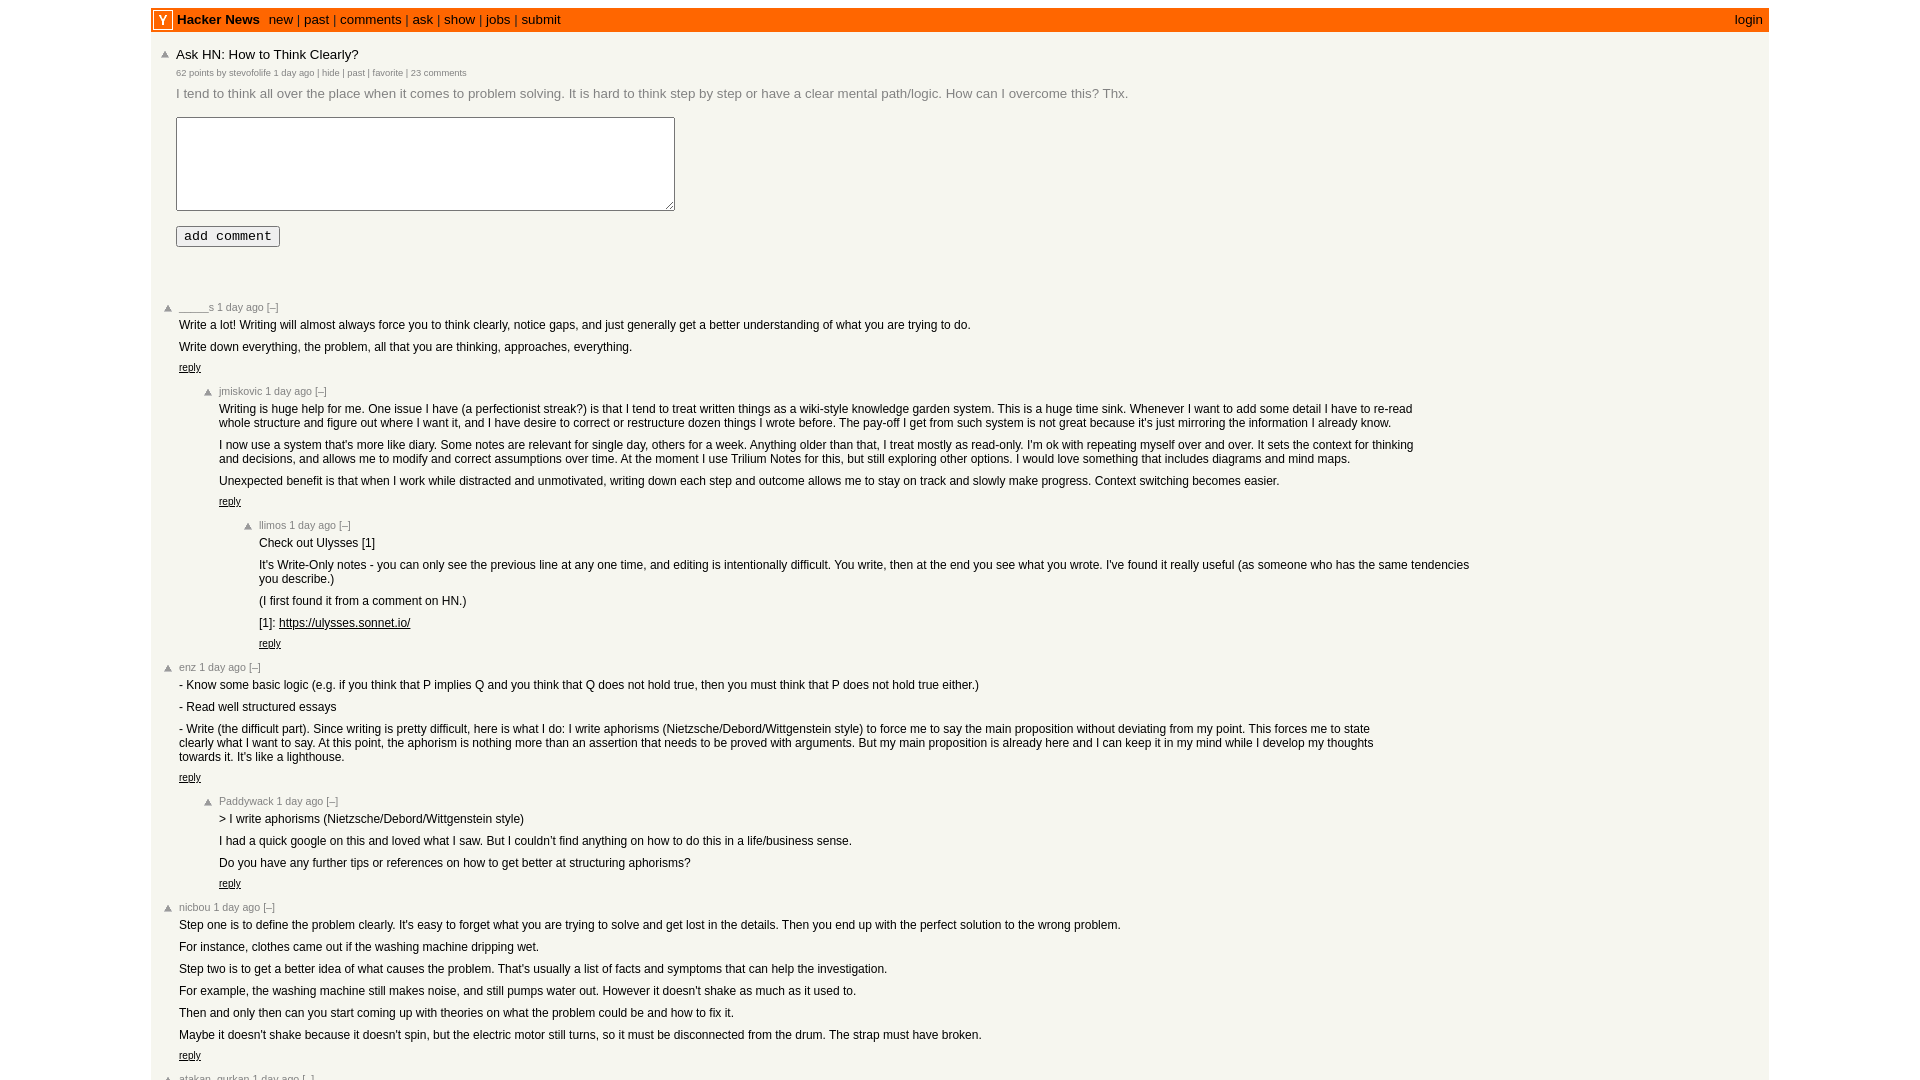 Y Hacker News new | past | comments | ask | show | jobs | submit login
Ask HN: How to Think Clearly?
62 points by stevofolife 1 day ago | hide | past | favorite | 23 comments
I tend to think all over the place when it comes to problem solving. It is hard to think step by step or have a clear mental path/logic. How can I overcome this? Thx.
add comment
_____s 1 day ago [–]
Write a lot! Writing will almost always force you to think clearly, notice gaps, and just generally get a better understanding of what you are trying to do.
Write down everything, the problem, all that you are thinking, approaches, everything.
reply
jmiskovic 1 day ago [–]
Writing is huge help for me. One issue I have (a perfectionist streak?) is that I tend to treat written things as a wiki-style knowledge garden system. This is a huge time sink. Whenever I want to add some detail I have to re-read
whole structure and figure out where I want it, and I have desire to correct or restructure dozen things I wrote before. The pay-off I get from such system is not great because it's just mirroring the information I already know.
I now use a system that's more like diary. Some notes are relevant for single day, others for a week. Anything older than that, I treat mostly as read-only. I'm ok with repeating myself over and over. It sets the context for thinking
and decisions, and allows me to modify and correct assumptions over time. At the moment I use Trilium Notes for this, but still exploring other options. I would love something that includes diagrams and mind maps.
Unexpected benefit is that when I work while distracted and unmotivated, writing down each step and outcome allows me to stay on track and slowly make progress. Context switching becomes easier.
reply
llimos 1 day ago [–]
Check out Ulysses [1]
It's Write-Only notes - you can only see the previous line at any one time, and editing is intentionally difficult. You write, then at the end you see what you wrote. I've found it really useful (as someone who has the same tendencies
you describe.)
(I first found it from a comment on HN.)
[1]: https://ulysses.sonnet.io/
reply
enz 1 day ago [–]
- Know some basic logic (e.g. if you think that P implies Q and you think that Q does not hold true, then you must think that P does not hold true either.)
- Read well structured essays
- Write (the difficult part). Since writing is pretty difficult, here is what I do: I write aphorisms (Nietzsche/Debord/Wittgenstein style) to force me to say the main proposition without deviating from my point. This forces me to state
clearly what I want to say. At this point, the aphorism is nothing more than an assertion that needs to be proved with arguments. But my main proposition is already here and I can keep it in my mind while I develop my thoughts
towards it. It's like a lighthouse.
reply
Paddywack 1 day ago [–]
> I write aphorisms (Nietzsche/Debord/Wittgenstein style)
I had a quick google on this and loved what I saw. But I couldn't find anything on how to do this in a life/business sense.
Do you have any further tips or references on how to get better at structuring aphorisms?
reply
nicbou 1 day ago [–]
Step one is to define the problem clearly. It's easy to forget what you are trying to solve and get lost in the details. Then you end up with the perfect solution to the wrong problem.
For instance, clothes came out if the washing machine dripping wet.
Step two is to get a better idea of what causes the problem. That's usually a list of facts and symptoms that can help the investigation.
For example, the washing machine still makes noise, and still pumps water out. However it doesn't shake as much as it used to.
Then and only then can you start coming up with theories on what the problem could be and how to fix it.
Maybe it doesn't shake because it doesn't spin, but the electric motor still turns, so it must be disconnected from the drum. The strap must have broken.
reply
atakan_gurkan 1 day ago [–]